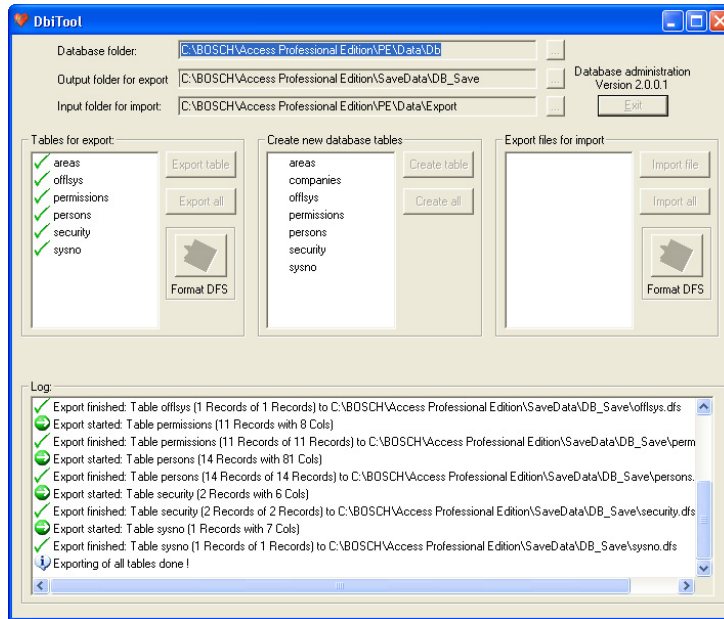 DbiTool
Database folder: C:\BOSCH\Access Professional Edition\PE\Data\Db ...
Output folder for export C:\BOSCH\Access Professional Edition\SaveData\DB_Save ...
Database administration
Version 2.0.0.1
Input folder for import: C:\BOSCH\Access Professional Edition\PE\Data\Export ...
Exit
Tables for export:
areas
offlsys
permissions
persons
security
sysno
Export table
Export all
Format DFS
Create new database tables
areas
companies
offlsys
permissions
persons
security
sysno
Create table
Create all
Export files for import
Import file
Import all
Format DFS
Log:
Export finished: Table offlsys (1 Records of 1 Records) to C:\BOSCH\Access Professional Edition\SaveData\DB_Save\offlsys.dfs
Export started: Table permissions (11 Records with 8 Cols)
Export finished: Table permissions (11 Records of 11 Records) to C:\BOSCH\Access Professional Edition\SaveData\DB_Save\perm
Export started: Table persons (14 Records with 81 Cols)
Export finished: Table persons (14 Records of 14 Records) to C:\BOSCH\Access Professional Edition\SaveData\DB_Save\persons.
Export started: Table security (2 Records with 6 Cols)
Export finished: Table security (2 Records of 2 Records) to C:\BOSCH\Access Professional Edition\SaveData\DB_Save\security.dfs
Export started: Table sysno (1 Records with 7 Cols)
Export finished: Table sysno (1 Records of 1 Records) to C:\BOSCH\Access Professional Edition\SaveData\DB_Save\sysno.dfs
Exporting of all tables done !